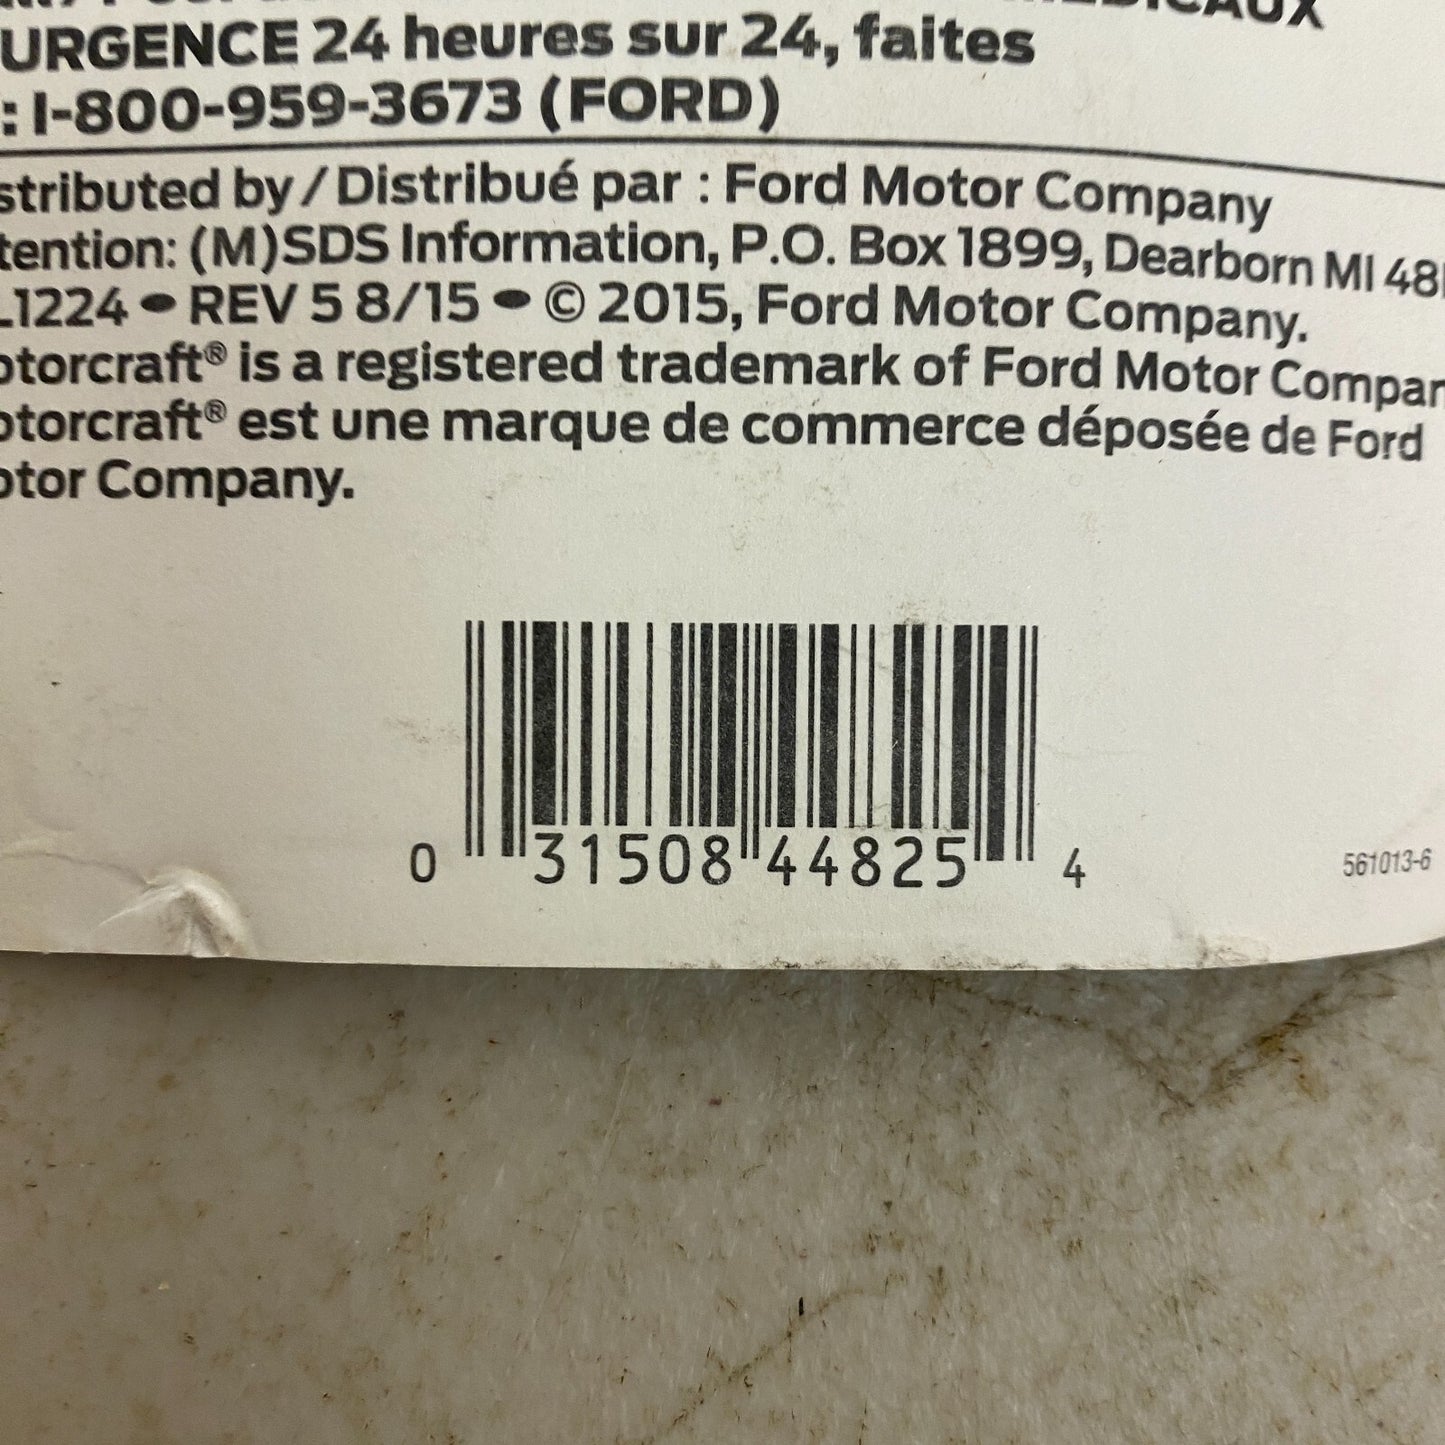 URGENCE 24 heures sur 24, faites
: 1-800-959-3673 (FORD)
stributed by / Distribué par : Ford Motor Company
tention: (M)SDS Information, P.O. Box 1899, Dearborn MI 48
L1224 • REV 5 8/15 • © 2015, Ford Motor Company.
otorcraft® is a registered trademark of Ford Motor Compan
otorcraft® est une marque de commerce déposée de Ford
otor Company.
0 31508 44825 4
561013-6